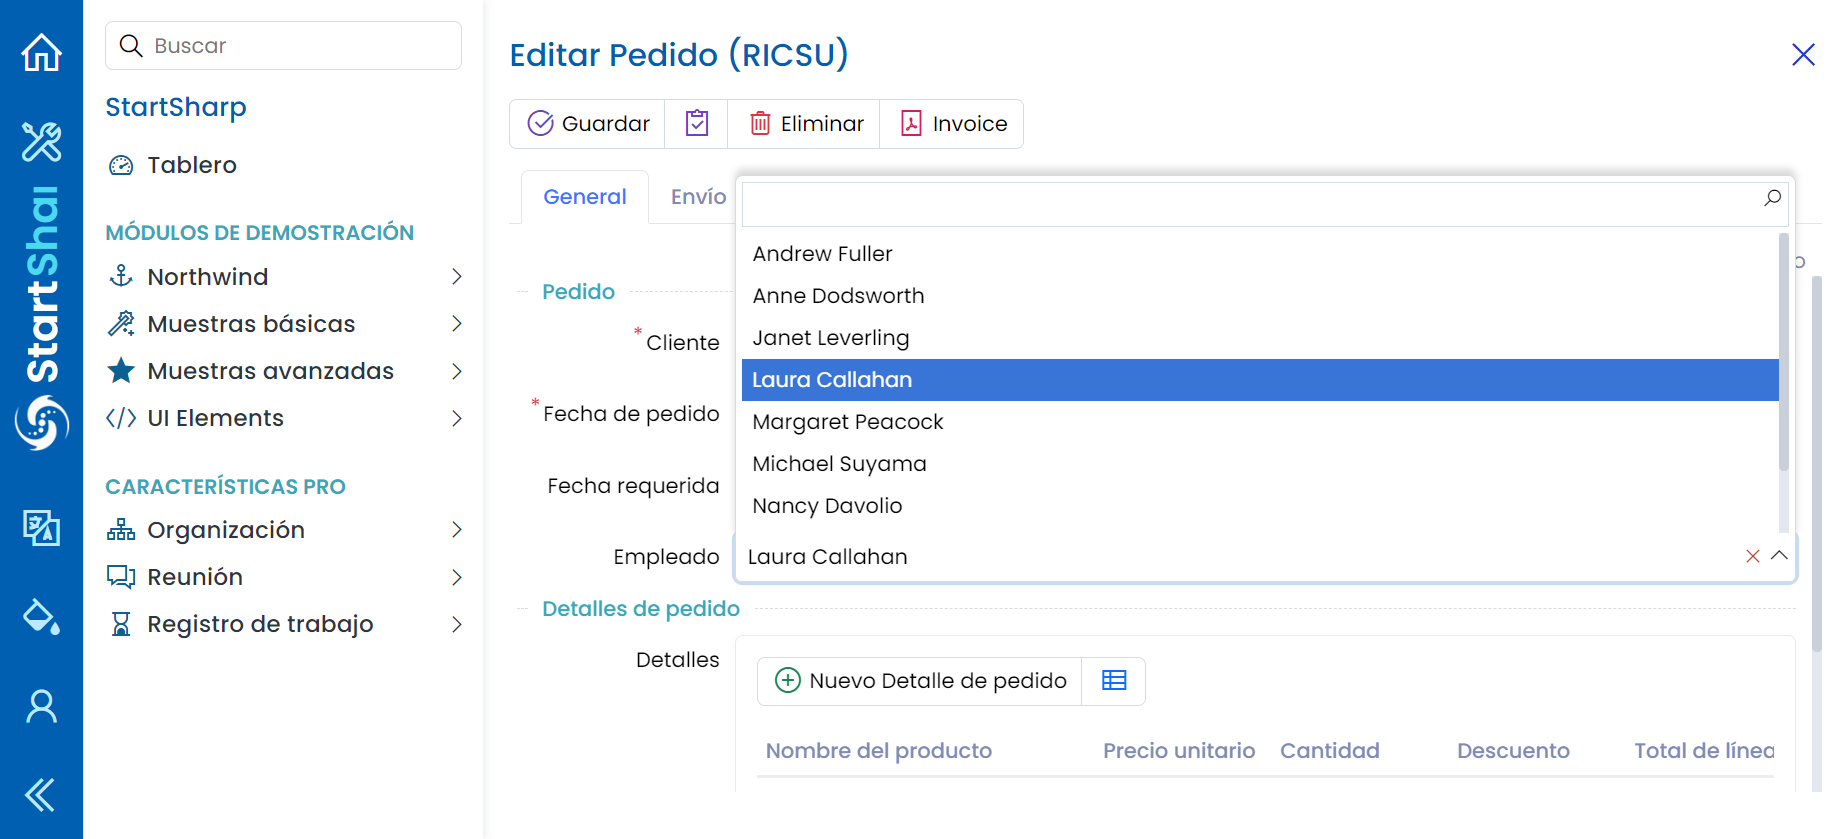 StartShai
Buscar
StartSharp
Tablero
MÓDULOS DE DEMOSTRACIÓN
Northwind
Muestras básicas
Muestras avanzadas
UI Elements
CARACTERÍSTICAS PRO
Organización
Reunión
Registro de trabajo
Editar Pedido (RICSU)
Guardar
Eliminar
Invoice
General
Envío
Andrew Fuller
Anne Dodsworth
Janet Leverling
Laura Callahan
Margaret Peacock
Michael Suyama
Nancy Davolio
Pedido
* Cliente
* Fecha de pedido
Fecha requerida
Empleado Laura Callahan
Detalles de pedido
Detalles
Nuevo Detalle de pedido
Nombre del producto Precio unitario Cantidad Descuento Total de línea